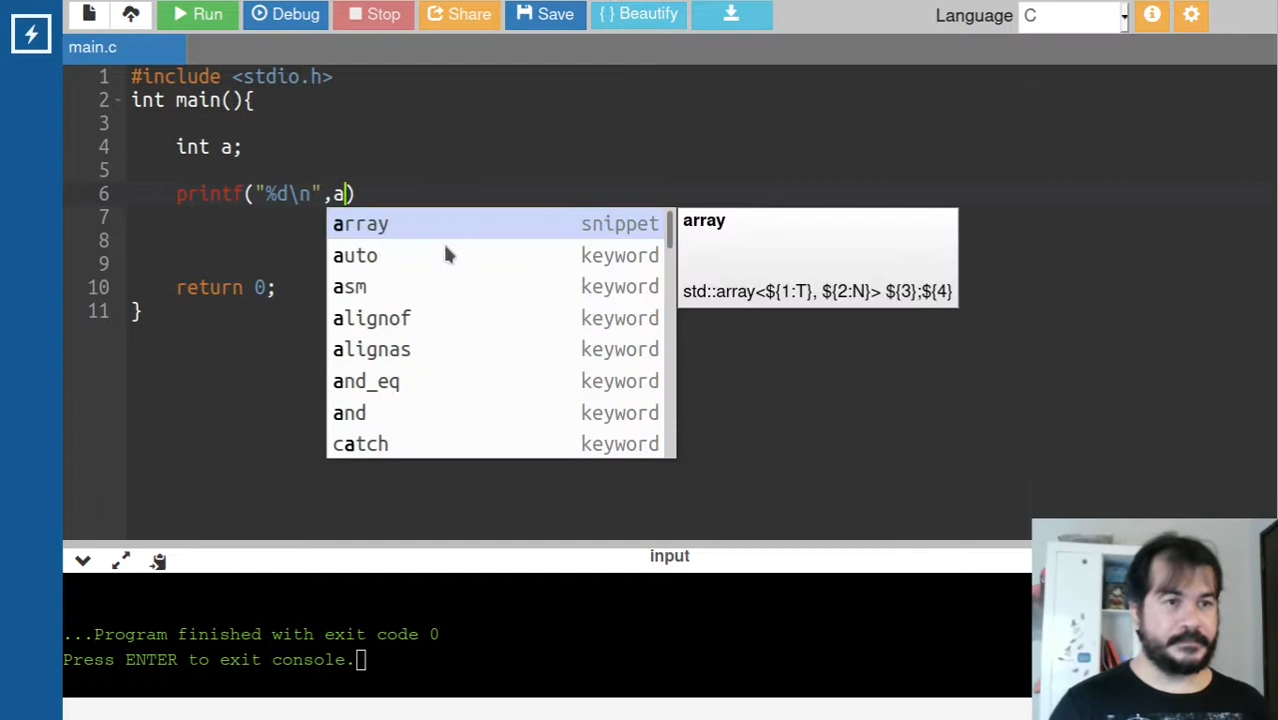 Run Debug Stop Share Save { } Beautify Language C
main.c
1 #include <stdio.h>
2 int main(){
3
4 int a;
5
6 printf("%d\n",a)
7
8
9
10 return 0;
11 }
array snippet
auto keyword
asm keyword
alignof keyword
alignas keyword
and_eq keyword
and keyword
catch keyword
array
std::array<${1:T}, ${2:N}> ${3};${4}
input
...Program finished with exit code 0
Press ENTER to exit console.